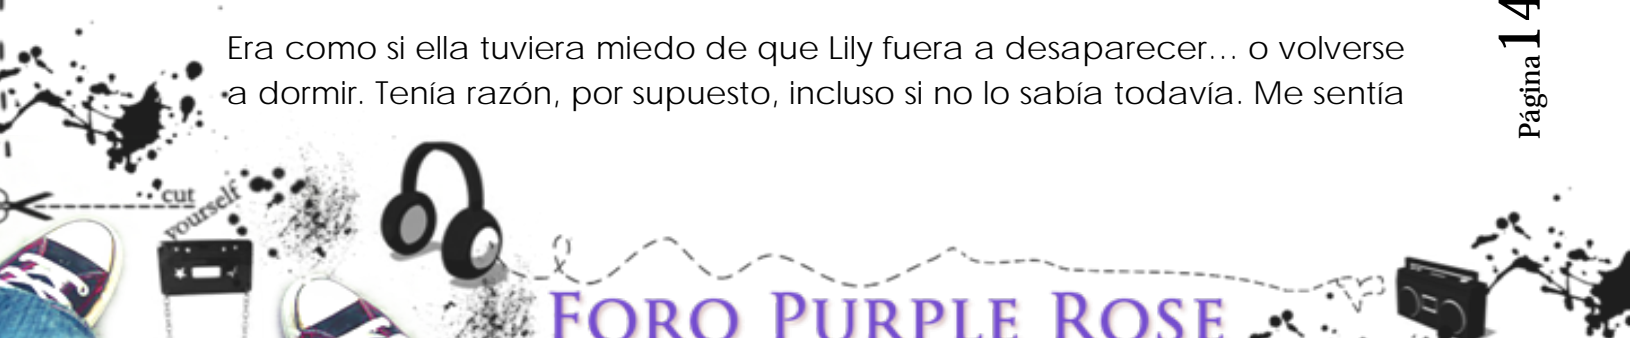 Era como si ella tuviera miedo de que Lily fuera a desaparecer... o volverse
a dormir. Tenía razón, por supuesto, incluso si no lo sabía todavía. Me sentía
Página 14
cut
yourself
FORO PURPLE ROSE